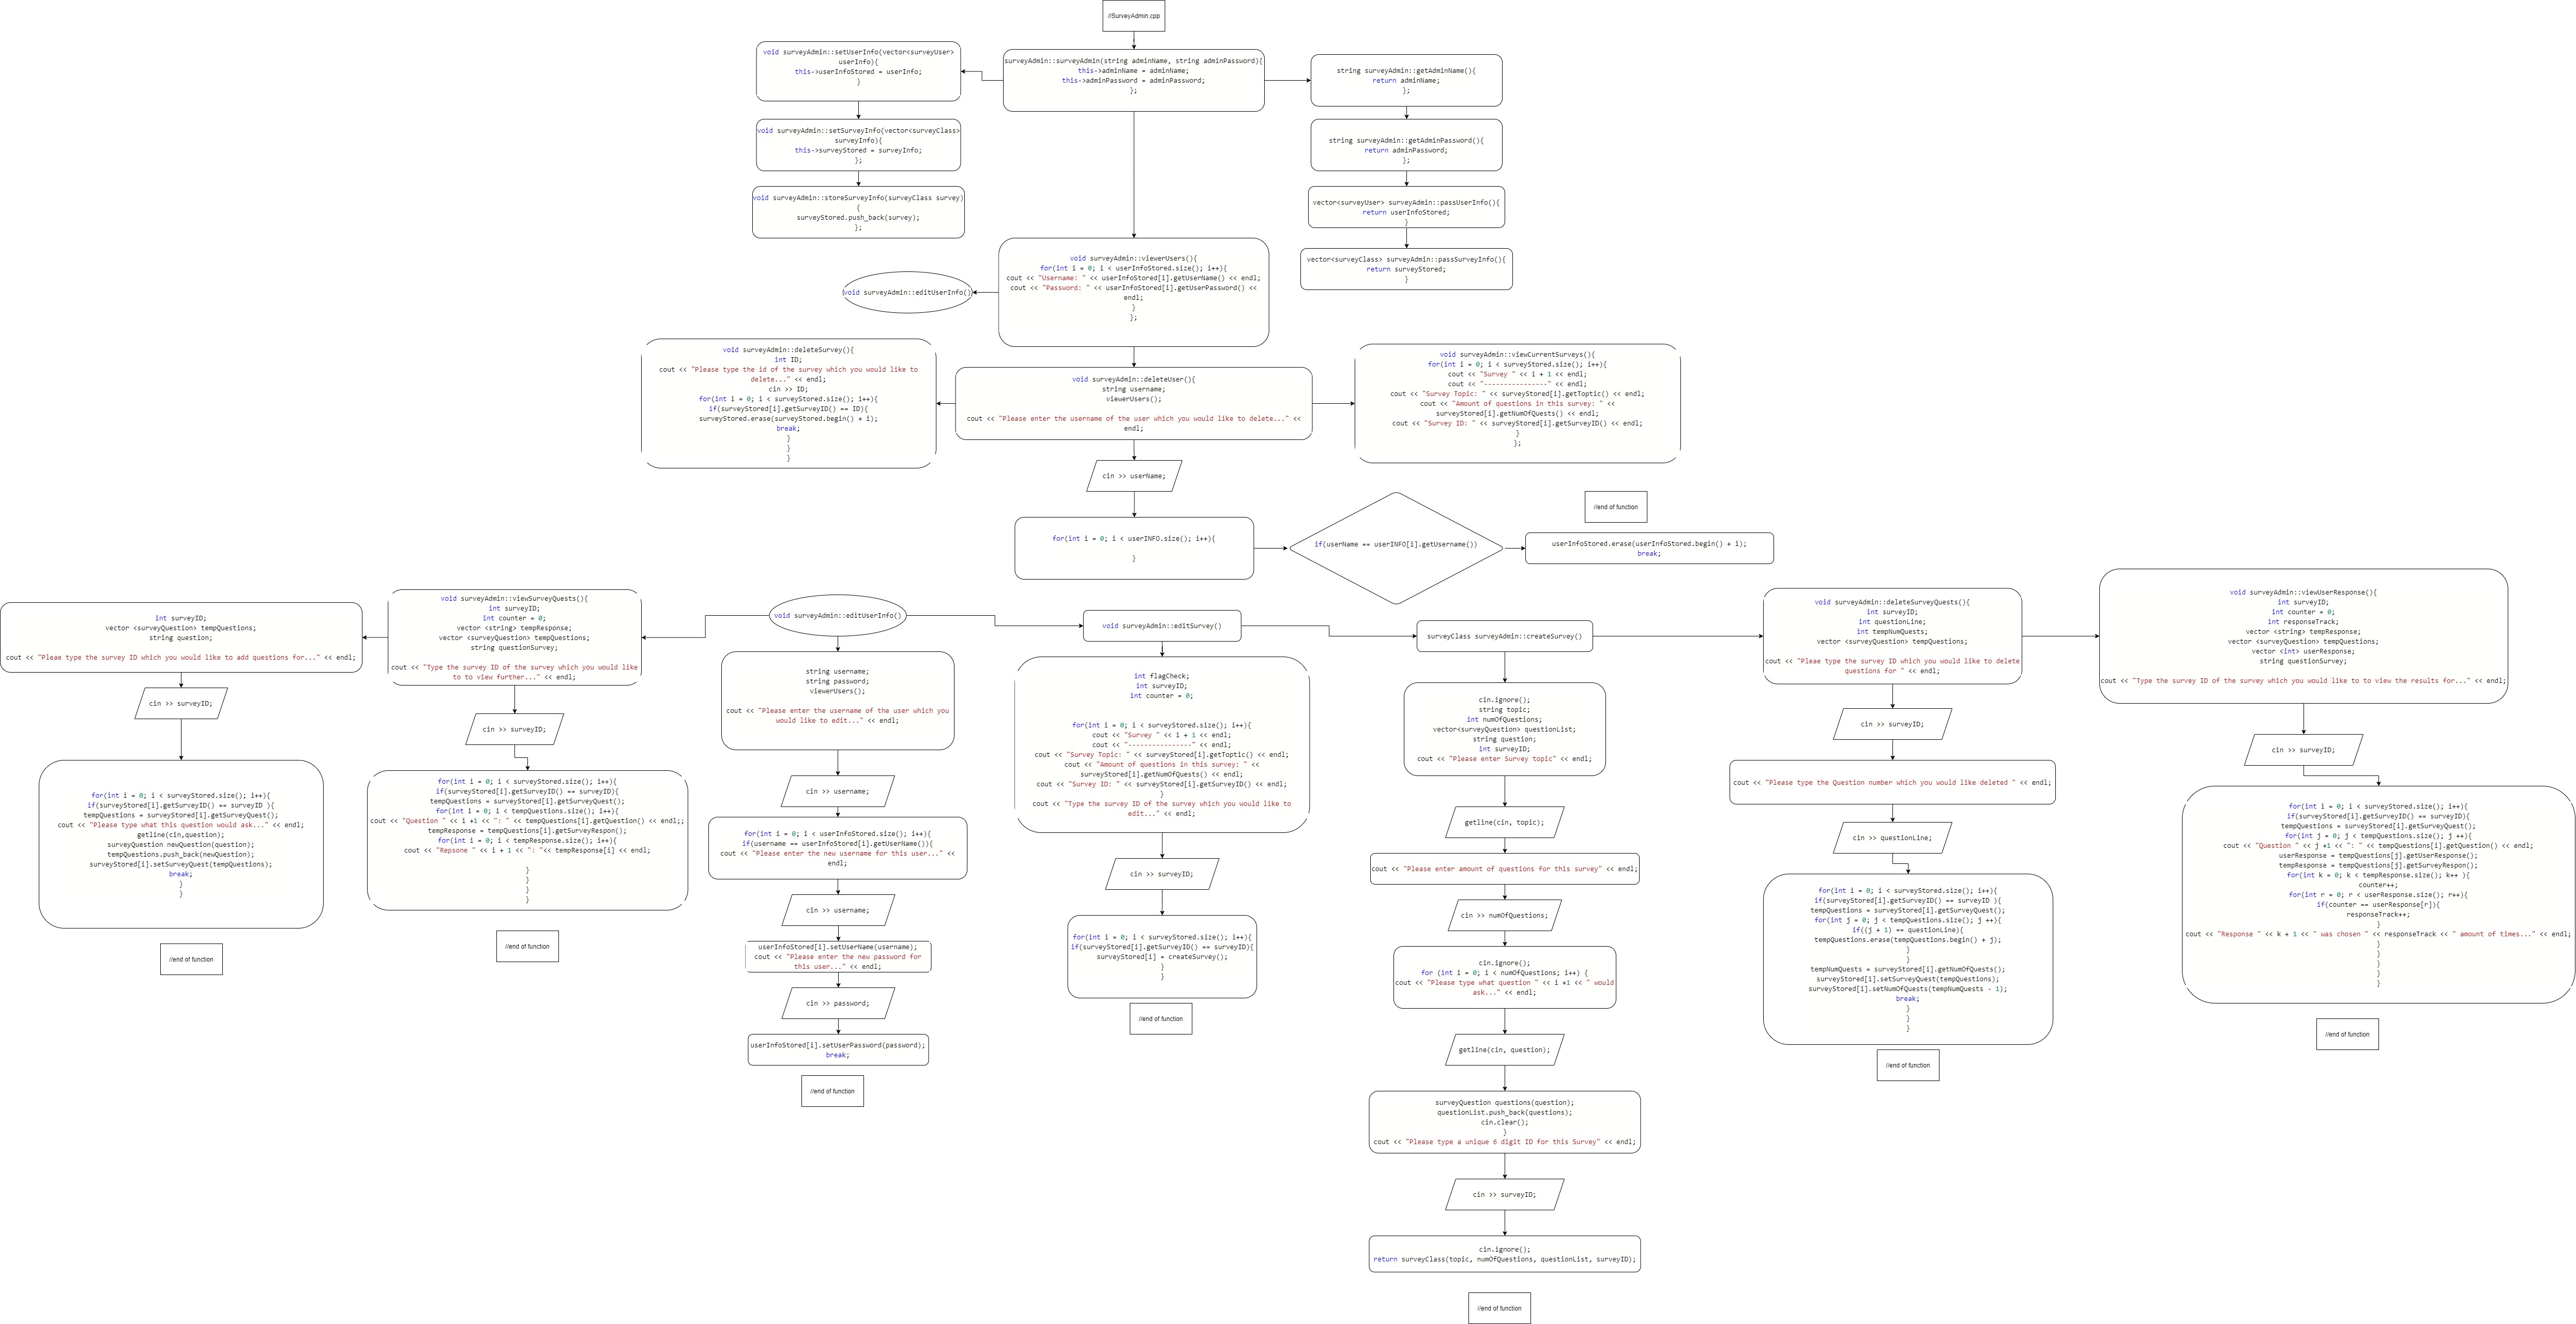 //SurveyAdmin.cpp
void surveyAdmin::setUserInfo(vector<surveyUser>
userInfo){
this->userInfoStored = userInfo;
}
surveyAdmin::surveyAdmin(string adminName, string adminPassword){
this->adminName = adminName;
this->adminPassword = adminPassword;
};
string surveyAdmin::getAdminName(){
return adminName;
};
void surveyAdmin::setSurveyInfo(vector<surveyClass>
surveyInfo){
this->surveyStored = surveyInfo;
};
string surveyAdmin::getAdminPassword(){
return adminPassword;
};
void surveyAdmin::storeSurveyInfo(surveyClass survey)
{
surveyStored.push_back(survey);
};
vector<surveyUser> surveyAdmin::passUserInfo(){
return userInfoStored;
}
vector<surveyClass> surveyAdmin::passSurveyInfo(){
return surveyStored;
}
void surveyAdmin::viewerUsers(){
for(int i = 0; i < userInfoStored.size(); i++){
cout << "Username: " << userInfoStored[i].getUserName() << endl;
cout << "Password: " << userInfoStored[i].getUserPassword() <<
endl;
}
};
void surveyAdmin::editUserInfo()
void surveyAdmin::deleteSurvey(){
int ID;
cout << "Please type the id of the survey which you would like to
delete..." << endl;
cin >> ID;
for(int i = 0; i < surveyStored.size(); i++){
if(surveyStored[i].getSurveyID() == ID){
surveyStored.erase(surveyStored.begin() + i);
break;
}
}
}
void surveyAdmin::deleteUser(){
string username;
viewerUsers();
cout << "Please enter the username of the user which you would like to delete..." <<
endl;
void surveyAdmin::viewCurrentSurveys(){
for(int i = 0; i < surveyStored.size(); i++){
cout << "Survey " << i + 1 << endl;
cout << "----------------" << endl;
cout << "Survey Topic: " << surveyStored[i].getToptic() << endl;
cout << "Amount of questions in this survey: " <<
surveyStored[i].getNumOfQuests() << endl;
cout << "Survey ID: " << surveyStored[i].getSurveyID() << endl;
}
};
cin >> userName;
//end of function
for(int i = 0; i < userINFO.size(); i++){
}
if(userName == userINFO[i].getUsername())
userInfoStored.erase(userInfoStored.begin() + i);
break;
int surveyID;
vector <surveyQuestion> tempQuestions;
string question;
cout << "Pleae type the survey ID which you would like to add questions for..." << endl;
cin >> surveyID;
for(int i = 0; i < surveyStored.size(); i++){
if(surveyStored[i].getSurveyID() == surveyID ){
tempQuestions = surveyStored[i].getSurveyQuest();
cout << "Please type what this question would ask..." << endl;
getline(cin,question);
surveyQuestion newQuestion(question);
tempQuestions.push_back(newQuestion);
surveyStored[i].setSurveyQuest(tempQuestions);
break;
}
}
//end of function
void surveyAdmin::viewSurveyQuests(){
int surveyID;
int counter = 0;
vector <string> tempResponse;
vector <surveyQuestion> tempQuestions;
string questionSurvey;
cout << "Type the survey ID of the survey which you would like
to to view further..." << endl;
cin >> surveyID;
for(int i = 0; i < surveyStored.size(); i++){
if(surveyStored[i].getSurveyID() == surveyID){
tempQuestions = surveyStored[i].getSurveyQuest();
for(int i = 0; i < tempQuestions.size(); i++){
cout << "Question " << i +1 << ": " << tempQuestions[i].getQuestion() << endl;;
tempResponse = tempQuestions[i].getSurveyRespon();
for(int i = 0; i < tempResponse.size(); i++){
cout << "Repsone " << i + 1 << ": "<< tempResponse[i] << endl;
}
}
}
}
//end of function
void surveyAdmin::editUserInfo()
string username;
string password;
viewerUsers();
cout << "Please enter the username of the user which you
would like to edit..." << endl;
cin >> username;
for(int i = 0; i < userInfoStored.size(); i++){
if(username == userInfoStored[i].getUserName()){
cout << "Please enter the new username for this user..." <<
endl;
cin >> username;
userInfoStored[i].setUserName(username);
cout << "Please enter the new password for
this user..." << endl;
cin >> password;
userInfoStored[i].setUserPassword(password);
break;
//end of function
void surveyAdmin::editSurvey()
int flagCheck;
int surveyID;
int counter = 0;
for(int i = 0; i < surveyStored.size(); i++){
cout << "Survey " << i + 1 << endl;
cout << "----------------" << endl;
cout << "Survey Topic: " << surveyStored[i].getToptic() << endl;
cout << "Amount of questions in this survey: " <<
surveyStored[i].getNumOfQuests() << endl;
cout << "Survey ID: " << surveyStored[i].getSurveyID() << endl;
}
cout << "Type the survey ID of the survey which you would like to
edit..." << endl;
cin >> surveyID;
for(int i = 0; i < surveyStored.size(); i++){
if(surveyStored[i].getSurveyID() == surveyID){
surveyStored[i] = createSurvey();
}
}
//end of function
surveyClass surveyAdmin::createSurvey()
cin.ignore();
string topic;
int numOfQuestions;
vector<surveyQuestion> questionList;
string question;
int surveyID;
cout << "Please enter Survey topic" << endl;
getline(cin, topic);
cout << "Please enter amount of questions for this survey" << endl;
cin >> numOfQuestions;
cin.ignore();
for (int i = 0; i < numOfQuestions; i++) {
cout << "Please type what question " << i +1 << " would
ask..." << endl;
getline(cin, question);
surveyQuestion questions(question);
questionList.push_back(questions);
cin.clear();
}
cout << "Please type a unique 6 digit ID for this Survey" << endl;
cin >> surveyID;
cin.ignore();
return surveyClass(topic, numOfQuestions, questionList, surveyID);
//end of function
void surveyAdmin::deleteSurveyQuests(){
int surveyID;
int questionLine;
int tempNumQuests;
vector <surveyQuestion> tempQuestions;
cout << "Pleae type the survey ID which you would like to delete
questions for " << endl;
cin >> surveyID;
cout << "Please type the Question number which you would like deleted " << endl;
cin >> questionLine;
for(int i = 0; i < surveyStored.size(); i++){
if(surveyStored[i].getSurveyID() == surveyID ){
tempQuestions = surveyStored[i].getSurveyQuest();
for(int j = 0; j < tempQuestions.size(); j ++){
if((j + 1) == questionLine){
tempQuestions.erase(tempQuestions.begin() + j);
}
}
tempNumQuests = surveyStored[i].getNumOfQuests();
surveyStored[i].setSurveyQuest(tempQuestions);
surveyStored[i].setNumOfQuests(tempNumQuests - 1);
break;
}
}
}
//end of function
void surveyAdmin::viewUserResponse(){
int surveyID;
int counter = 0;
int responseTrack;
vector <string> tempResponse;
vector <surveyQuestion> tempQuestions;
vector <int> userResponse;
string questionSurvey;
cout << "Type the survey ID of the survey which you would like to to view the results for..." << endl;
cin >> surveyID;
for(int i = 0; i < surveyStored.size(); i++){
if(surveyStored[i].getSurveyID() == surveyID){
tempQuestions = surveyStored[i].getSurveyQuest();
for(int j = 0; j < tempQuestions.size(); j++){
cout << "Question " << j +1 << ": " << tempQuestions[j].getQuestion() << endl;
userResponse = tempQuestions[j].getUserResponse();
tempResponse = tempQuestions[j].getSurveyRespon();
for(int k = 0; k < tempResponse.size(); k++ ){
counter++;
for(int r = 0; r < userResponse.size(); r++){
if(counter == userResponse[r]){
responseTrack++;
}
cout << "Response " << k + 1 << " was chosen " << responseTrack << " amount of times..." << endl;
}
}
}
}
}
//end of function